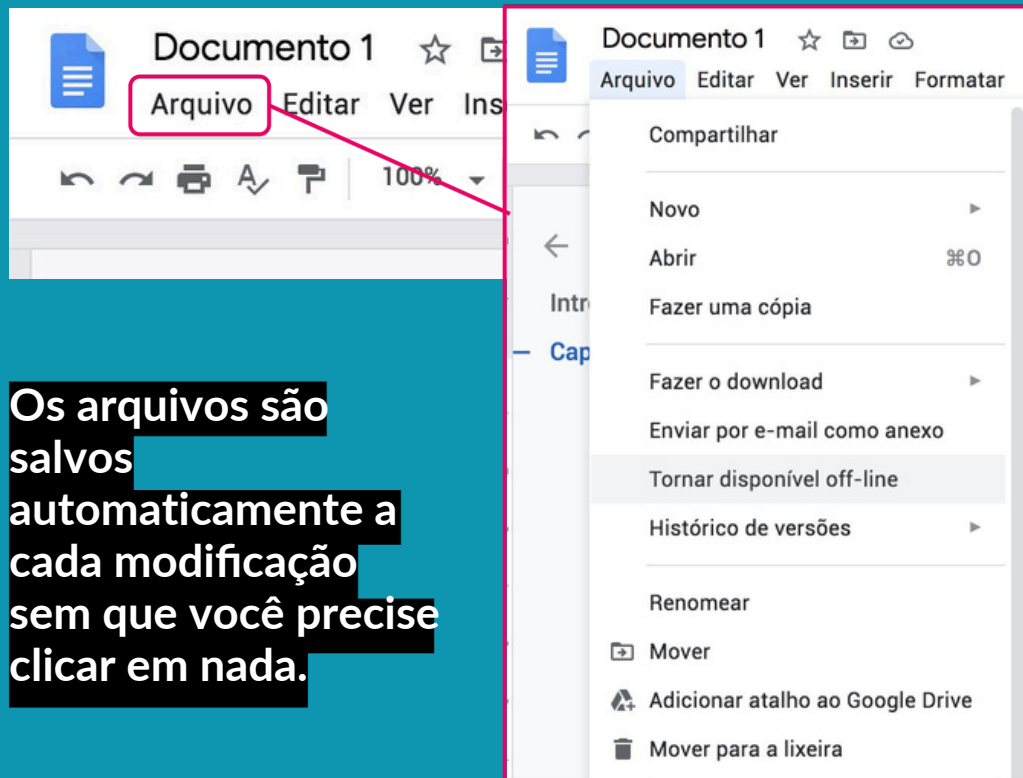 Documento 1
Arquivo Editar Ver Ins
100%
Os arquivos são
salvos
automaticamente a
cada modificação
sem que você precise
clicar em nada.
Documento 1
Arquivo Editar Ver Inserir Formatar
Compartilhar
Novo
Abrir ⌘O
Fazer uma cópia
Intr
Cap
Fazer o download
Enviar por e-mail como anexo
Tornar disponível off-line
Histórico de versões
Renomear
Mover
Adicionar atalho ao Google Drive
Mover para a lixeira